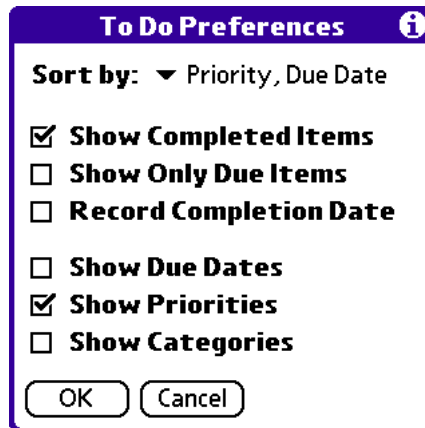 To Do Preferences
Sort by: Priority, Due Date
Show Completed Items
Show Only Due Items
Record Completion Date
Show Due Dates
Show Priorities
Show Categories
OK Cancel